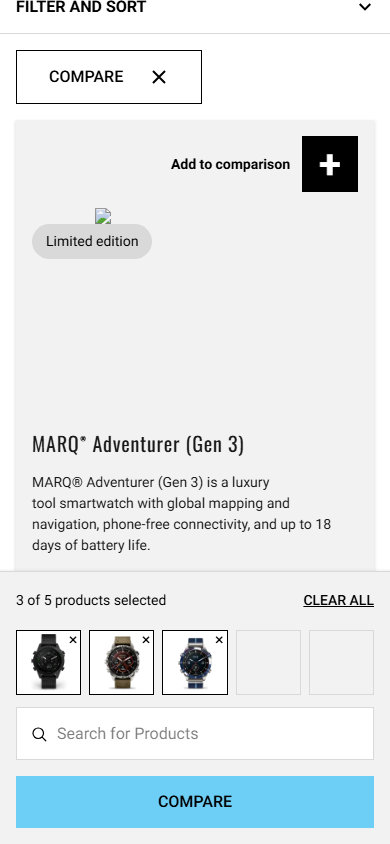 FILTER AND SORT
COMPARE
Add to comparison
Limited edition
MARQ® Adventurer (Gen 3)
MARQ® Adventurer (Gen 3) is a luxury
tool smartwatch with global mapping and
navigation, phone-free connectivity, and up to 18
days of battery life.
3 of 5 products selected
CLEAR ALL
Search for Products
COMPARE